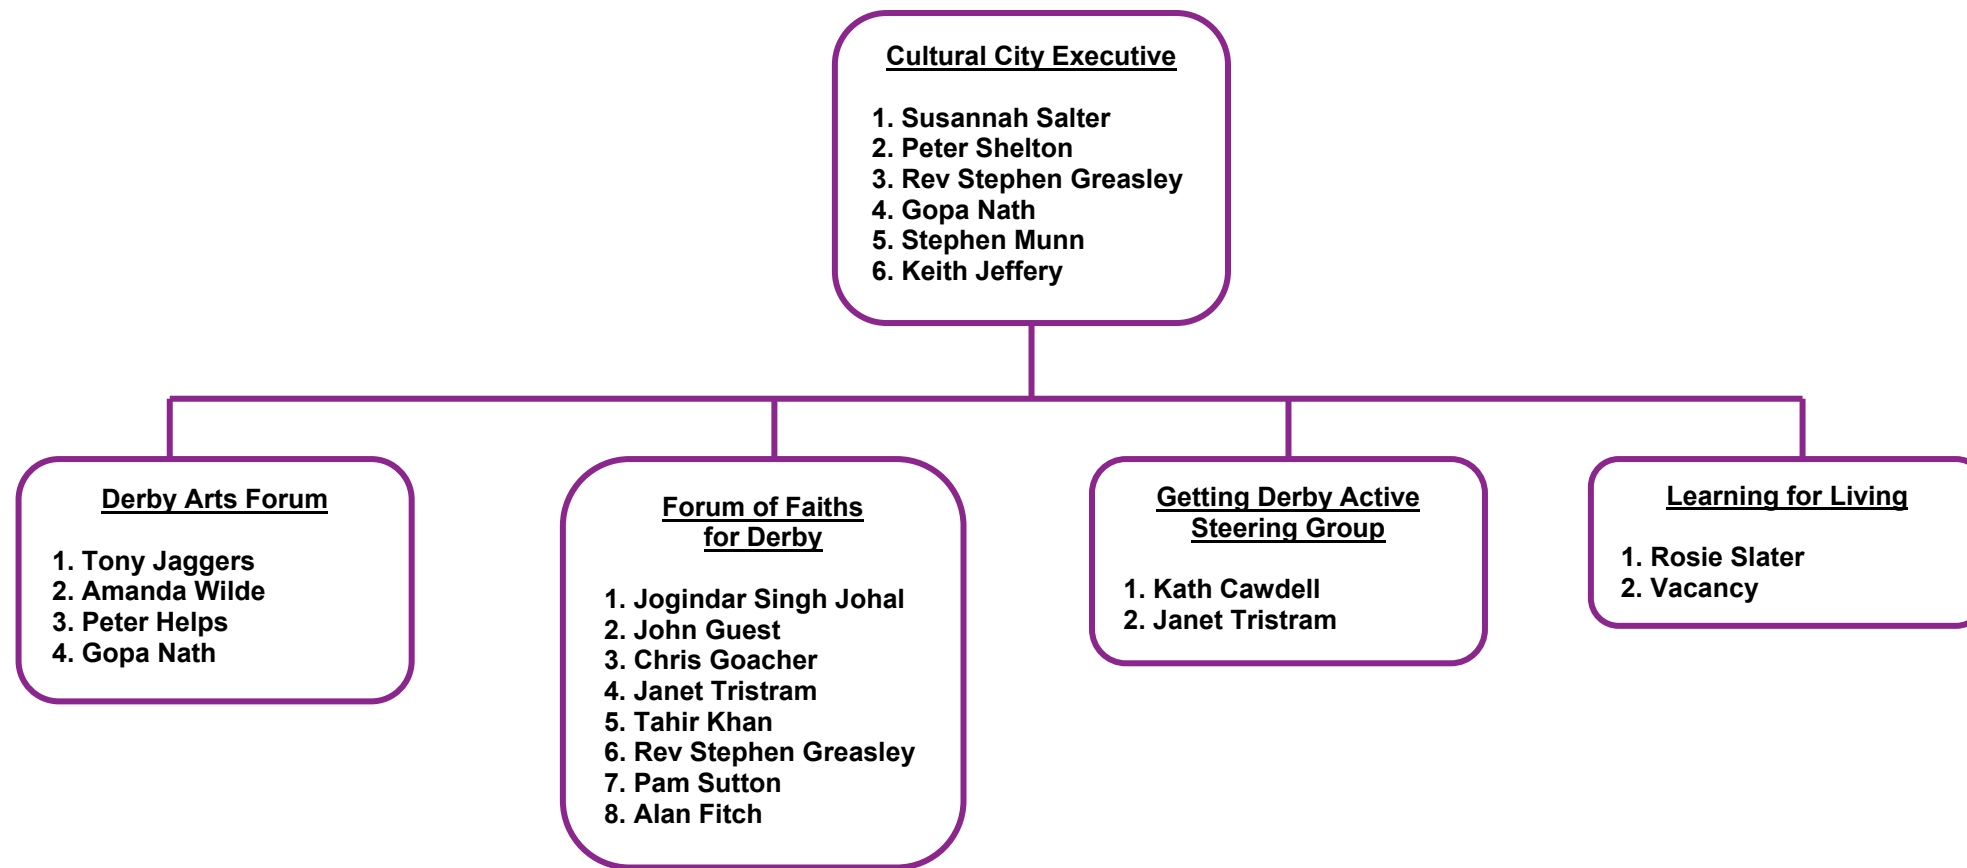 Cultural City Executive
1. Susannah Salter
2. Peter Shelton
3. Rev Stephen Greasley
4. Gopa Nath
5. Stephen Munn
6. Keith Jeffery
Derby Arts Forum
1. Tony Jaggers
2. Amanda Wilde
3. Peter Helps
4. Gopa Nath
Forum of Faiths
for Derby
1. Jogindar Singh Johal
2. John Guest
3. Chris Goacher
4. Janet Tristram
5. Tahir Khan
6. Rev Stephen Greasley
7. Pam Sutton
8. Alan Fitch
Getting Derby Active
Steering Group
1. Kath Cawdell
2. Janet Tristram
Learning for Living
1. Rosie Slater
2. Vacancy